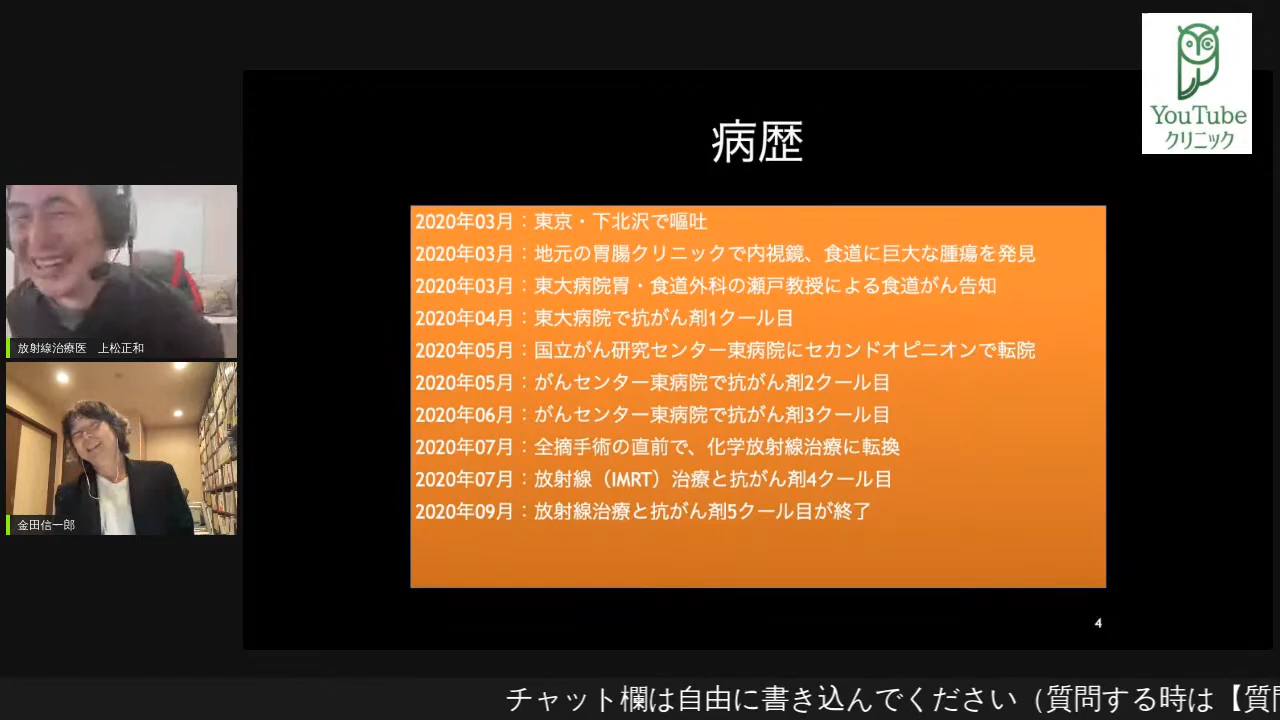 YouTube
クリニック
病歴
2020年03月：東京・下北沢で嘔吐
2020年03月：地元の胃腸クリニックで内視鏡、食道に巨大な腫瘍を発見
2020年03月：東大病院胃・食道外科の瀬戸教授による食道がん告知
2020年04月：東大病院で抗がん剤1クール目
2020年05月：国立がん研究センター東病院にセカンドオピニオンで転院
2020年05月：がんセンター東病院で抗がん剤2クール目
2020年06月：がんセンター東病院で抗がん剤3クール目
2020年07月：全摘手術の直前で、化学放射線治療に転換
2020年07月：放射線（IMRT）治療と抗がん剤4クール目
2020年09月：放射線治療と抗がん剤5クール目が終了
放射線治療医　上松正和
金田信一郎
4
チャット欄は自由に書き込んでください（質問する時は【質問